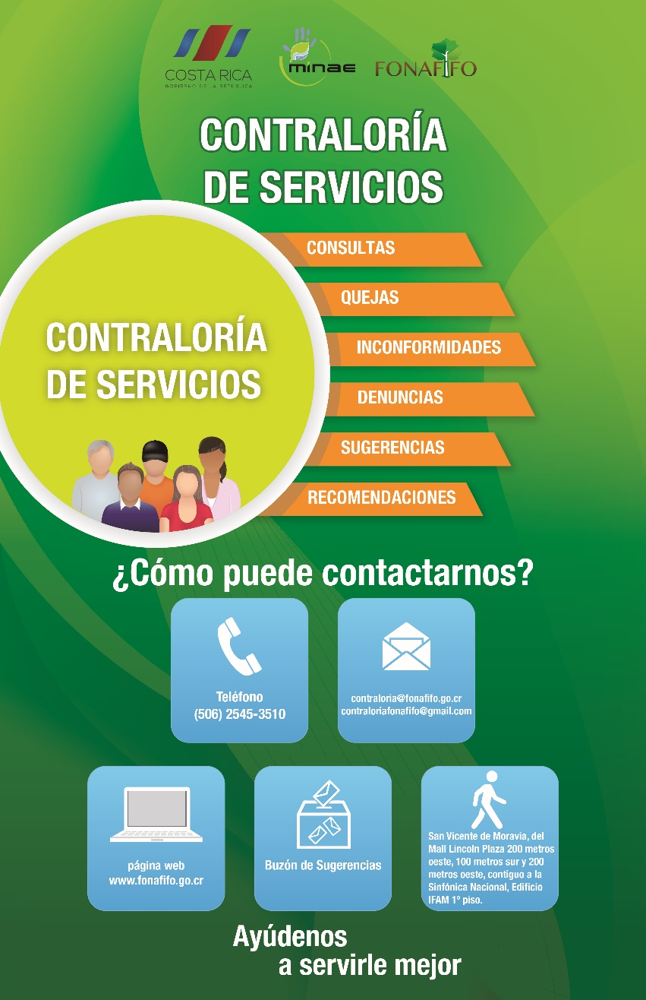 COSTA RICA
GOBIERNO DE LA REPÚBLICA
minae
FONAFIFO
CONTRALORÍA
DE SERVICIOS
CONTRALORÍA
DE SERVICIOS
CONSULTAS
QUEJAS
INCONFORMIDADES
DENUNCIAS
SUGERENCIAS
RECOMENDACIONES
¿Cómo puede contactarnos?
Teléfono
(506) 2545-3510
contraloria@fonafifo.go.cr
contraloriafonafifo@gmail.com
página web
www.fonafifo.go.cr
Buzón de Sugerencias
San Vicente de Moravia, del
Mall Lincoln Plaza 200 metros
oeste, 100 metros sur y 200
metros oeste, contiguo a la
Sinfónica Nacional, Edificio
IFAM 1º piso.
Ayúdenos
a servirle mejor